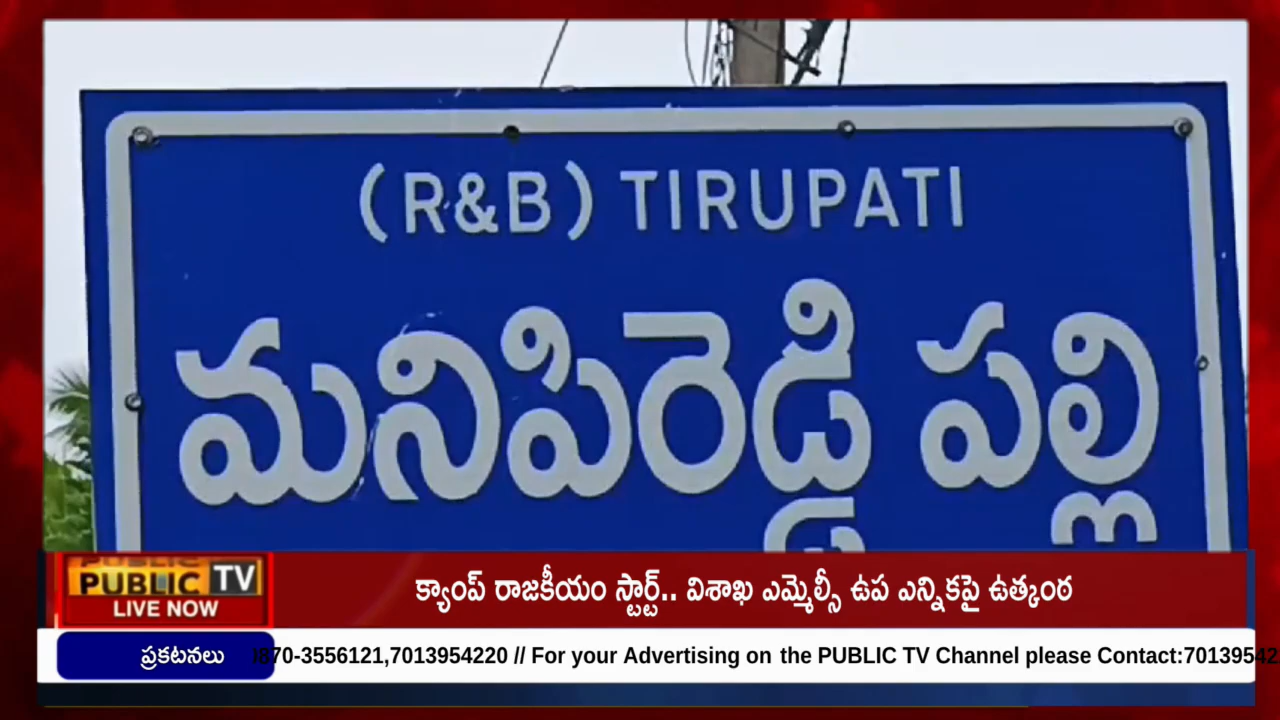 (R&B) TIRUPATI
మనిపిరెడ్డి పల్లి
PUBLIC TV
LIVE NOW
క్యాంప్ రాజకీయం స్టార్ట్.. విశాఖ ఎమ్మెల్సీ ఉప ఎన్నికపై ఉత్కంఠ
ప్రకటనలు
870-3556121,7013954220 // For your Advertising on the PUBLIC TV Channel please Contact:70139542